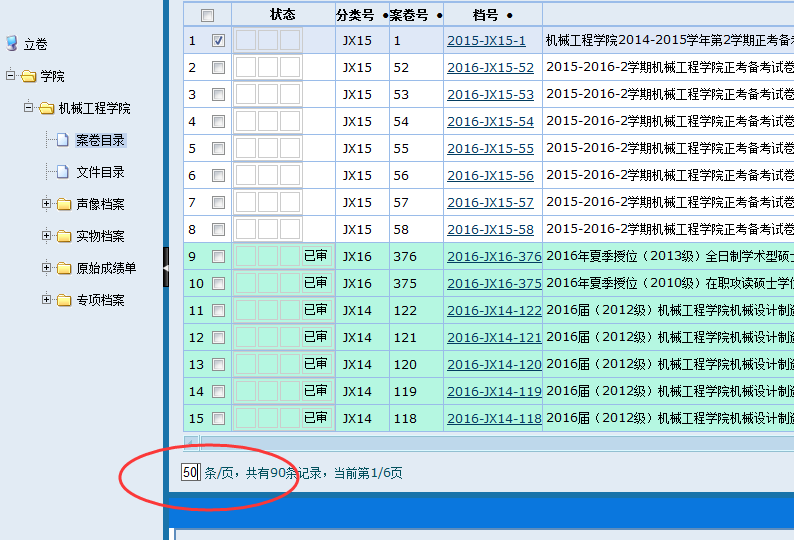 立卷
学院
机械工程学院
案卷目录
文件目录
声像档案
实物档案
原始成绩单
专项档案
状态 分类号 ● 案卷号 ● 档号 ●
1 JX15 1 2015-JX15-1 机械工程学院2014-2015学年第2学期正考备
2 JX15 52 2016-JX15-52 2015-2016-2学期机械工程学院正考备考试卷
3 JX15 53 2016-JX15-53 2015-2016-2学期机械工程学院正考备考试卷
4 JX15 54 2016-JX15-54 2015-2016-2学期机械工程学院正考备考试卷
5 JX15 55 2016-JX15-55 2015-2016-2学期机械工程学院正考备考试卷
6 JX15 56 2016-JX15-56 2015-2016-2学期机械工程学院正考备考试卷
7 JX15 57 2016-JX15-57 2015-2016-2学期机械工程学院正考备考试卷
8 JX15 58 2016-JX15-58 2015-2016-2学期机械工程学院正考备考试卷
9 已审 JX16 376 2016-JX16-376 2016年夏季授位（2013级）全日制学术型硕士
10 已审 JX16 375 2016-JX16-375 2016年夏季授位（2010级）在职攻读硕士学位
11 已审 JX14 122 2016-JX14-122 2016届（2012级）机械工程学院机械设计制造
12 已审 JX14 121 2016-JX14-121 2016届（2012级）机械工程学院机械设计制造
13 已审 JX14 120 2016-JX14-120 2016届（2012级）机械工程学院机械设计制造
14 已审 JX14 119 2016-JX14-119 2016届（2012级）机械工程学院机械设计制造
15 已审 JX14 118 2016-JX14-118 2016届（2012级）机械工程学院机械设计制造
50 条/页，共有90条记录，当前第1/6页